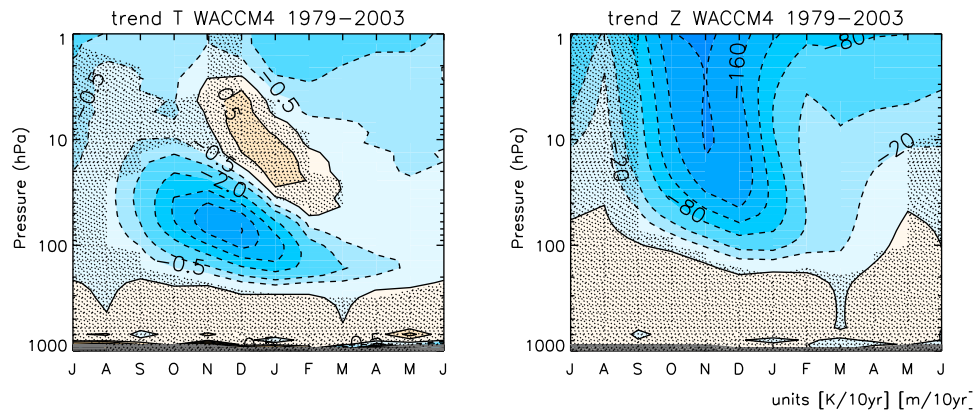 trend T WACCM4 1979−2003
trend Z WACCM4 1979−2003
1
10
100
1000
Pressure (hPa)
−0.5
−0.5
0.5
−0.5
−2.0
−0.5
J A S O N D J F M A M J
1
10
100
1000
Pressure (hPa)
−80
−160
−20
−20
−80
J A S O N D J F M A M J
units [K/10yr] [m/10yr]